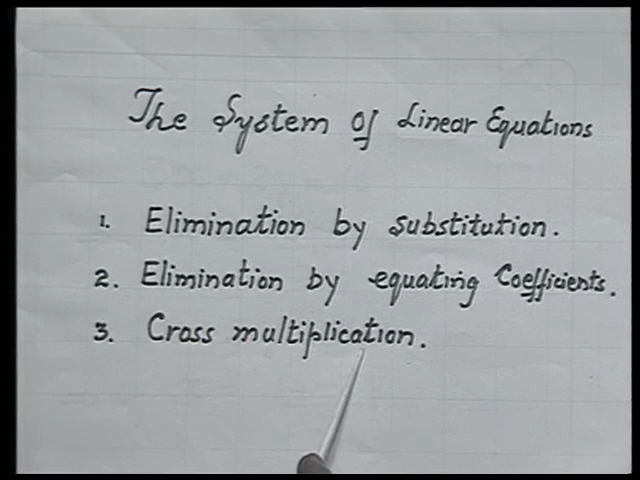 The System of Linear Equations
1. Elimination by substitution.
2. Elimination by equating Coefficients.
3. Cross multiplication.